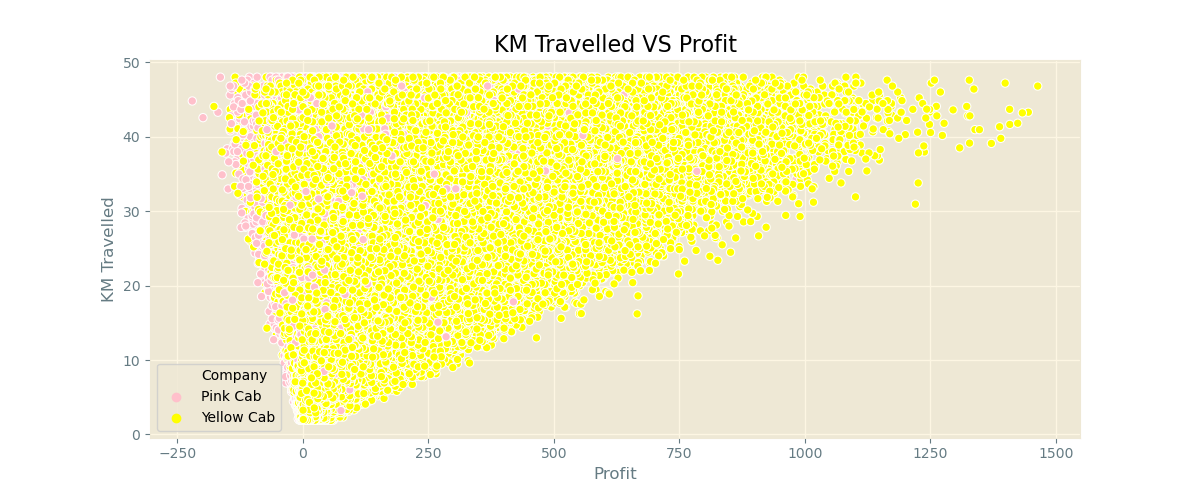 KM Travelled VS Profit
50
40
30
20
10
0
KM Travelled
Company
Pink Cab
Yellow Cab
−250
0
250
500
750
1000
1250
1500
Profit